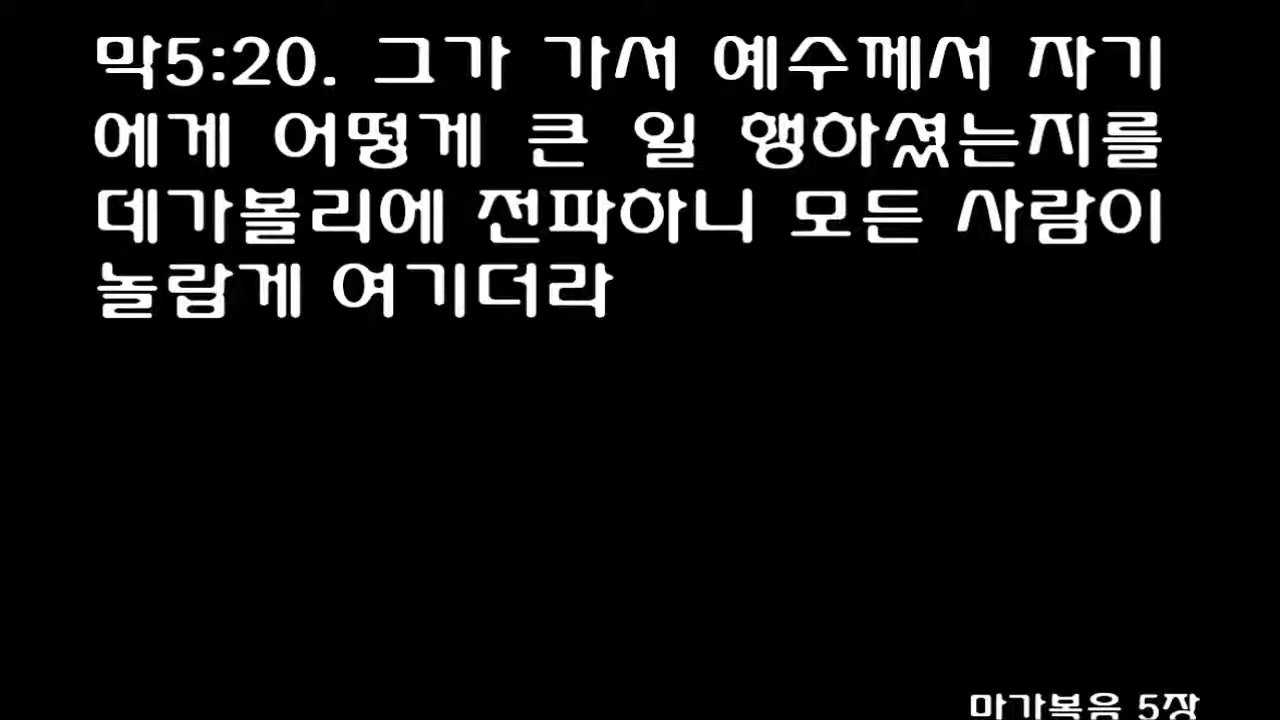 막5:20. 그가 가서 예수께서 자기
에게 어떻게 큰 일 행하셨는지를
데가볼리에 전파하니 모든 사람이
놀랍게 여기더라
마가복음 5장